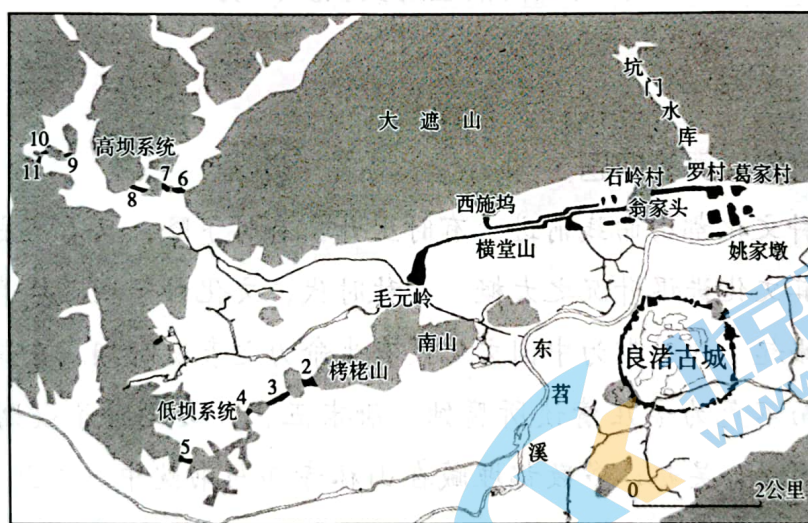 坑门水库
大遮山
高坝系统
10
11
9
8
7
6
石岭村
罗村
葛家村
西施坞
翁家头
横堂山
姚家墩
毛元岭
南山
东苕溪
良渚古城
栲栳山
2
3
4
低坝系统
5
0
2公里